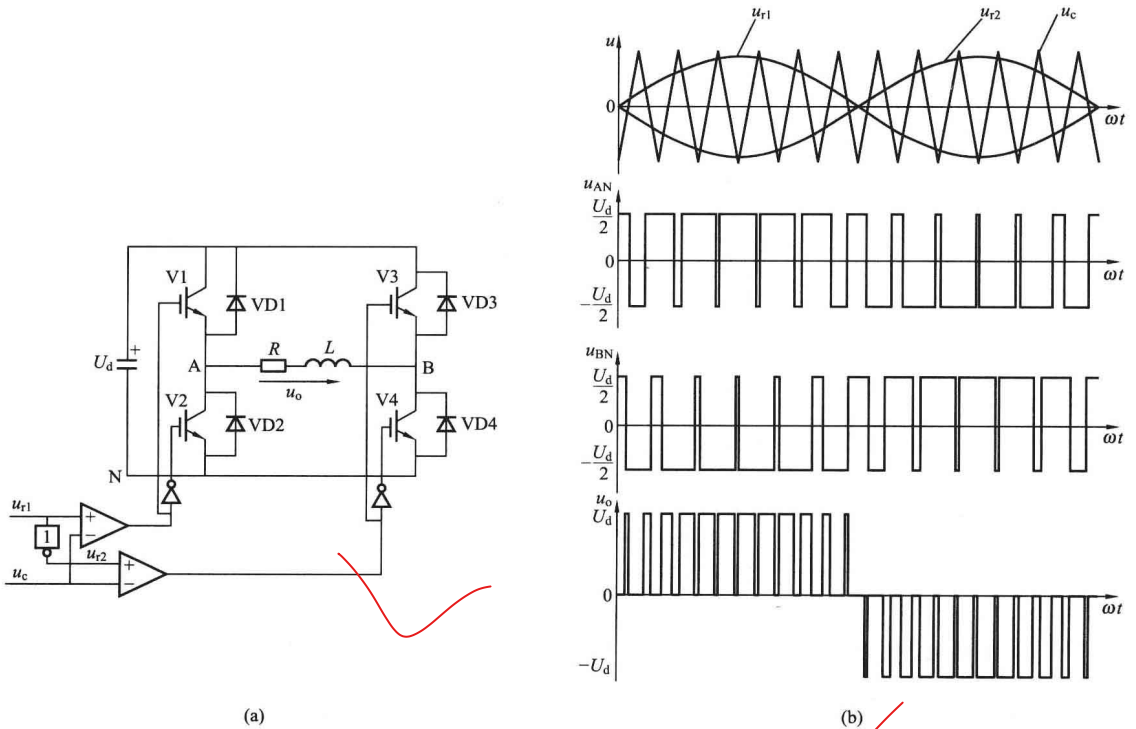 V1
VD1
V3
VD3
U_d
+
A
R
L
B
u_o
V2
VD2
V4
VD4
N
u_r1
+
−
1
u_r2
+
−
u_c
(a)
u_r1
u_r2
u_c
u
0
ωt
u_AN
U_d/2
0
ωt
−U_d/2
u_BN
U_d/2
0
ωt
−U_d/2
u_o
U_d
0
ωt
−U_d
(b)